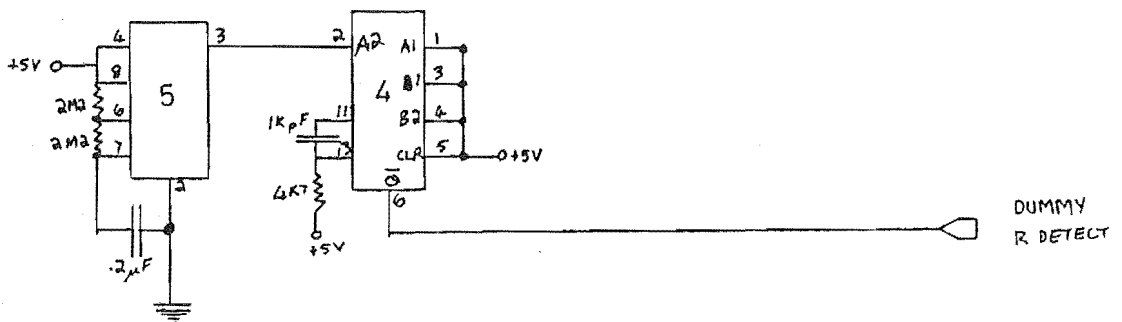 4
3
2
A2
A1
1
+5V
8
B1
3
5
4
2M2
6
11
B2
4
1KpF
2M2
7
13
CLR
5
+5V
2
4K7
Q
6
+5V
.2µF
DUMMY
R DETECT